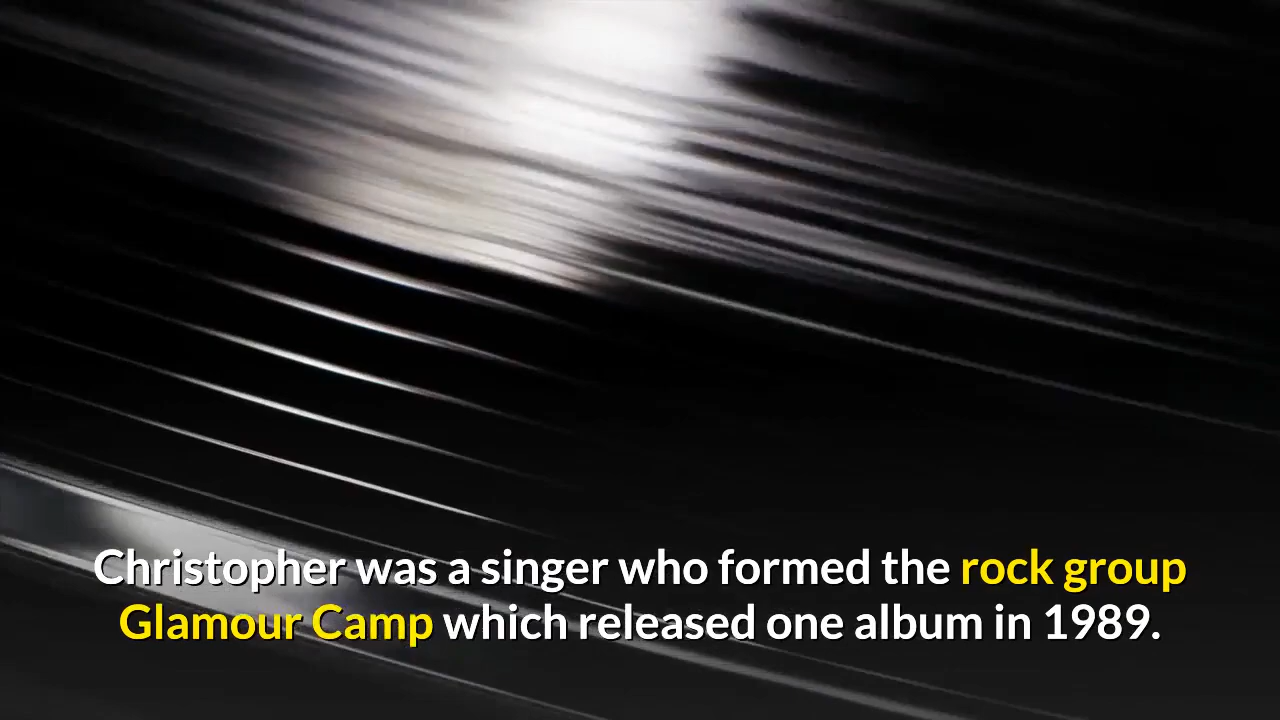 Christopher was a singer who formed the rock group
Glamour Camp which released one album in 1989.